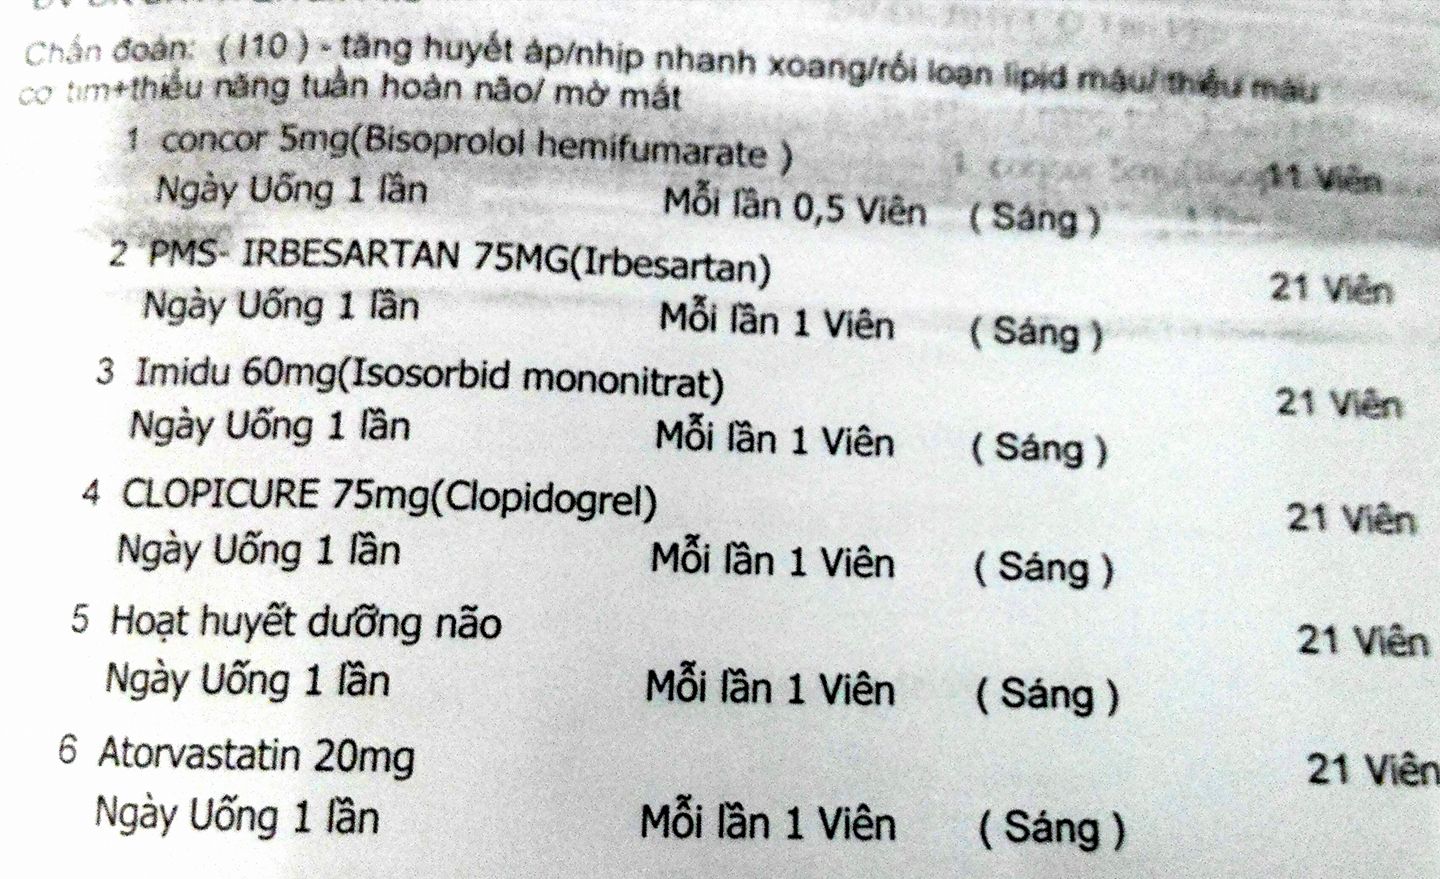 Chẩn đoán: ( I10 ) - tăng huyết áp/nhịp nhanh xoang/rối loạn lipid máu/ thiếu máu
cơ tim+thiểu năng tuần hoàn não/ mờ mắt
1 concor 5mg(Bisoprolol hemifumarate ) 11 Viên
Ngày Uống 1 lần Mỗi lần 0,5 Viên ( Sáng )
2 PMS- IRBESARTAN 75MG(Irbesartan) 21 Viên
Ngày Uống 1 lần Mỗi lần 1 Viên ( Sáng )
3 Imidu 60mg(Isosorbid mononitrat) 21 Viên
Ngày Uống 1 lần Mỗi lần 1 Viên ( Sáng )
4 CLOPICURE 75mg(Clopidogrel) 21 Viên
Ngày Uống 1 lần Mỗi lần 1 Viên ( Sáng )
5 Hoạt huyết dưỡng não 21 Viên
Ngày Uống 1 lần Mỗi lần 1 Viên ( Sáng )
6 Atorvastatin 20mg 21 Viên
Ngày Uống 1 lần Mỗi lần 1 Viên ( Sáng )